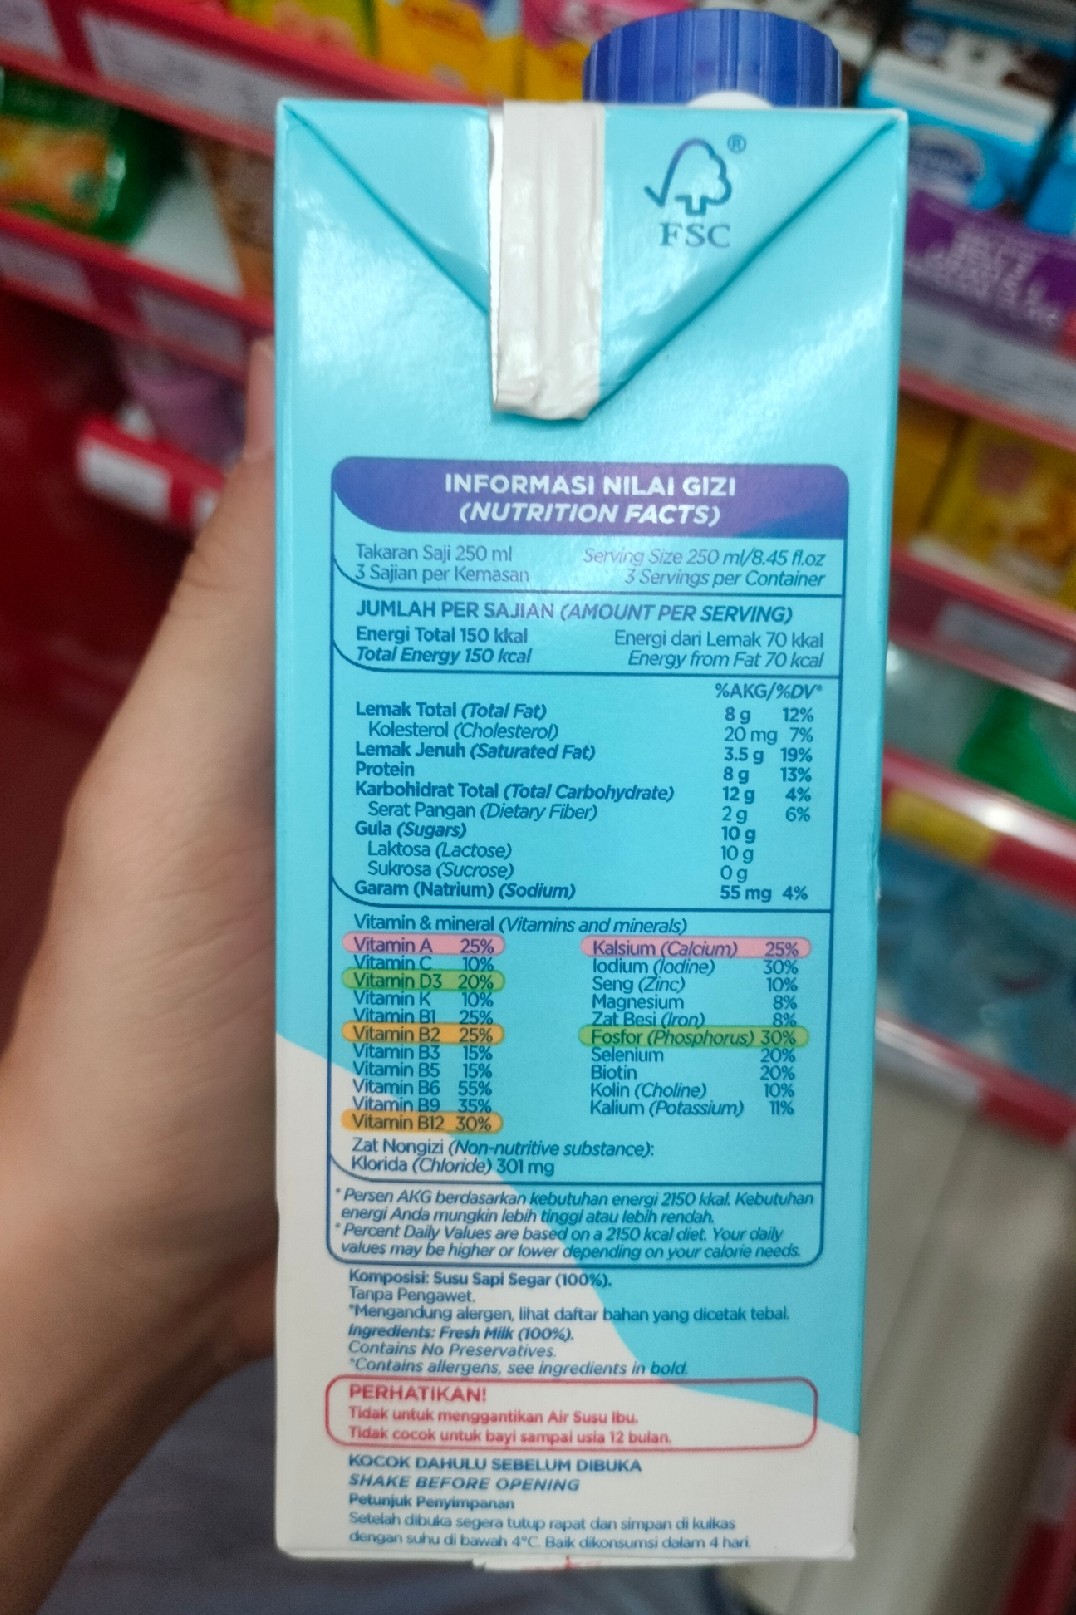 ®
FSC
INFORMASI NILAI GIZI
(NUTRITION FACTS)
Takaran Saji 250 ml Serving Size 250 ml/8.45 fl.oz
3 Sajian per Kemasan 3 Servings per Container
JUMLAH PER SAJIAN (AMOUNT PER SERVING)
Energi Total 150 kkal Energi dari Lemak 70 kkal
Total Energy 150 kcal Energy from Fat 70 kcal
%AKG/%DV*
Lemak Total (Total Fat) 8 g 12%
Kolesterol (Cholesterol) 20 mg 7%
Lemak Jenuh (Saturated Fat) 3.5 g 19%
Protein 8 g 13%
Karbohidrat Total (Total Carbohydrate) 12 g 4%
Serat Pangan (Dietary Fiber) 2 g 6%
Gula (Sugars) 10 g
Laktosa (Lactose) 10 g
Sukrosa (Sucrose) 0 g
Garam (Natrium) (Sodium) 55 mg 4%
Vitamin & mineral (Vitamins and minerals)
Vitamin A 25% Kalsium (Calcium) 25%
Vitamin C 10% Iodium (Iodine) 30%
Vitamin D3 20% Seng (Zinc) 10%
Vitamin K 10% Magnesium 8%
Vitamin B1 25% Zat Besi (Iron) 8%
Vitamin B2 25% Fosfor (Phosphorus) 30%
Vitamin B3 15% Selenium 20%
Vitamin B5 15% Biotin 20%
Vitamin B6 55% Kolin (Choline) 10%
Vitamin B9 35% Kalium (Potassium) 11%
Vitamin B12 30%
Zat Nongizi (Non-nutritive substance):
Klorida (Chloride) 301 mg
*Persen AKG berdasarkan kebutuhan energi 2150 kkal. Kebutuhan
energi Anda mungkin lebih tinggi atau lebih rendah.
*Percent Daily Values are based on a 2150 kcal diet. Your daily
values may be higher or lower depending on your calorie needs.
Komposisi: Susu Sapi Segar (100%).
Tanpa Pengawet.
*Mengandung alergen, lihat daftar bahan yang dicetak tebal.
Ingredients: Fresh Milk (100%).
Contains No Preservatives.
*Contains allergens, see ingredients in bold.
PERHATIKAN!
Tidak untuk menggantikan Air Susu Ibu.
Tidak cocok untuk bayi sampai usia 12 bulan.
KOCOK DAHULU SEBELUM DIBUKA
SHAKE BEFORE OPENING
Petunjuk Penyimpanan
Setelah dibuka segera tutup rapat dan simpan di kulkas
dengan suhu di bawah 4°C. Baik dikonsumsi dalam 4 hari.